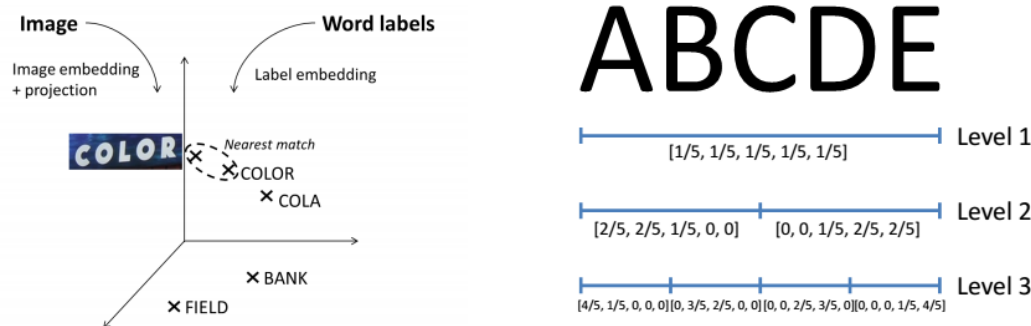 Image
Word labels
Image embedding
+ projection
Label embedding
COLOR
Nearest match
COLOR
COLA
BANK
FIELD
ABCDE
Level 1
[1/5, 1/5, 1/5, 1/5, 1/5]
Level 2
[2/5, 2/5, 1/5, 0, 0] [0, 0, 1/5, 2/5, 2/5]
Level 3
[4/5, 1/5, 0, 0, 0] [0, 3/5, 2/5, 0, 0] [0, 0, 2/5, 3/5, 0] [0, 0, 0, 1/5, 4/5]